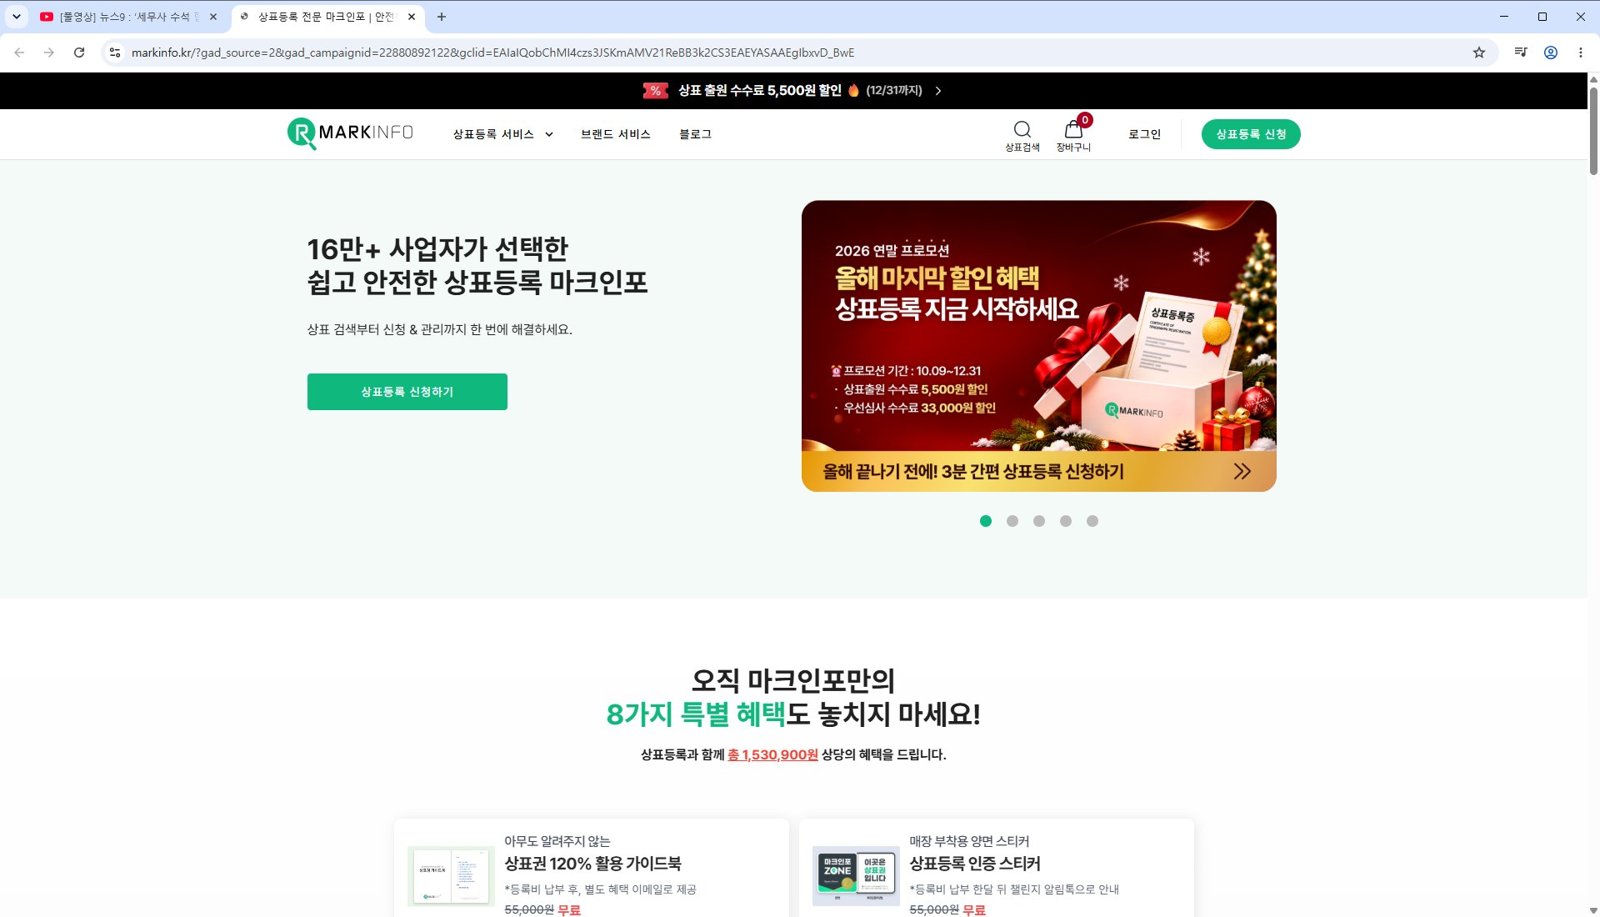 [풀영상] 뉴스9 : '세무사 수석
상표등록 전문 마크인포 | 안전
markinfo.kr/?gad_source=2&gad_campaignid=22880892122&gclid=EAIaIQobChMI4czs3JSKmAMV21ReBB3k2CS3EAEYASAAEgIbxvD_BwE
% 상표 출원 수수료 5,500원 할인 (12/31까지)
MARKINFO 상표등록 서비스 브랜드 서비스 블로그 상표검색 0 장바구니 로그인 상표등록 신청
16만+ 사업자가 선택한
쉽고 안전한 상표등록 마크인포
상표 검색부터 신청 & 관리까지 한 번에 해결하세요.
상표등록 신청하기
2026 연말 프로모션
올해 마지막 할인 혜택
상표등록 지금 시작하세요
프로모션 기간 : 10.09~12.31
· 상표출원 수수료 5,500원 할인
· 우선심사 수수료 33,000원 할인
상표등록증
CERTIFICATE OF
TRADEMARK REGISTRATION
MARKINFO
올해 끝나기 전에! 3분 간편 상표등록 신청하기
오직 마크인포만의
8가지 특별 혜택도 놓치지 마세요!
상표등록과 함께 총 1,530,900원 상당의 혜택을 드립니다.
아무도 알려주지 않는
상표권 120% 활용 가이드북
*등록비 납부 후, 별도 혜택 이메일로 제공
55,000원 무료
마크인포
ZONE
이곳은
상표권
입니다
매장 부착용 양면 스티커
상표등록 인증 스티커
*등록비 납부 한달 뒤 챌린지 알림톡으로 안내
55,000원 무료